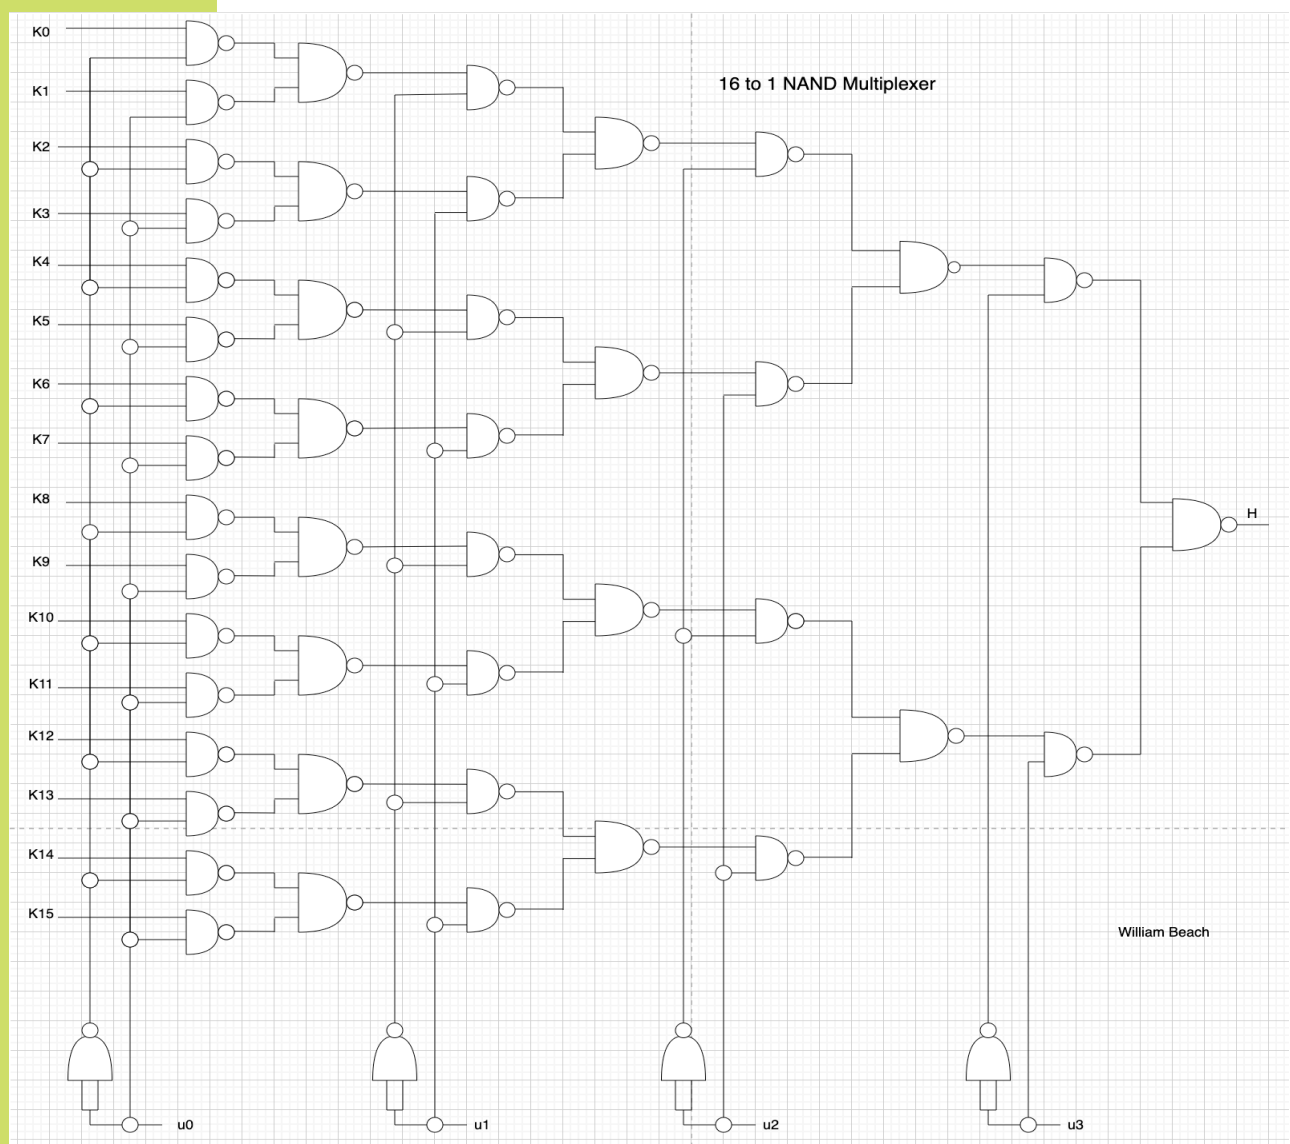 K0
16 to 1 NAND Multiplexer
K1
K2
K3
K4
K5
K6
K7
K8
H
K9
K10
K11
K12
K13
K14
K15
William Beach
u0
u1
u2
u3